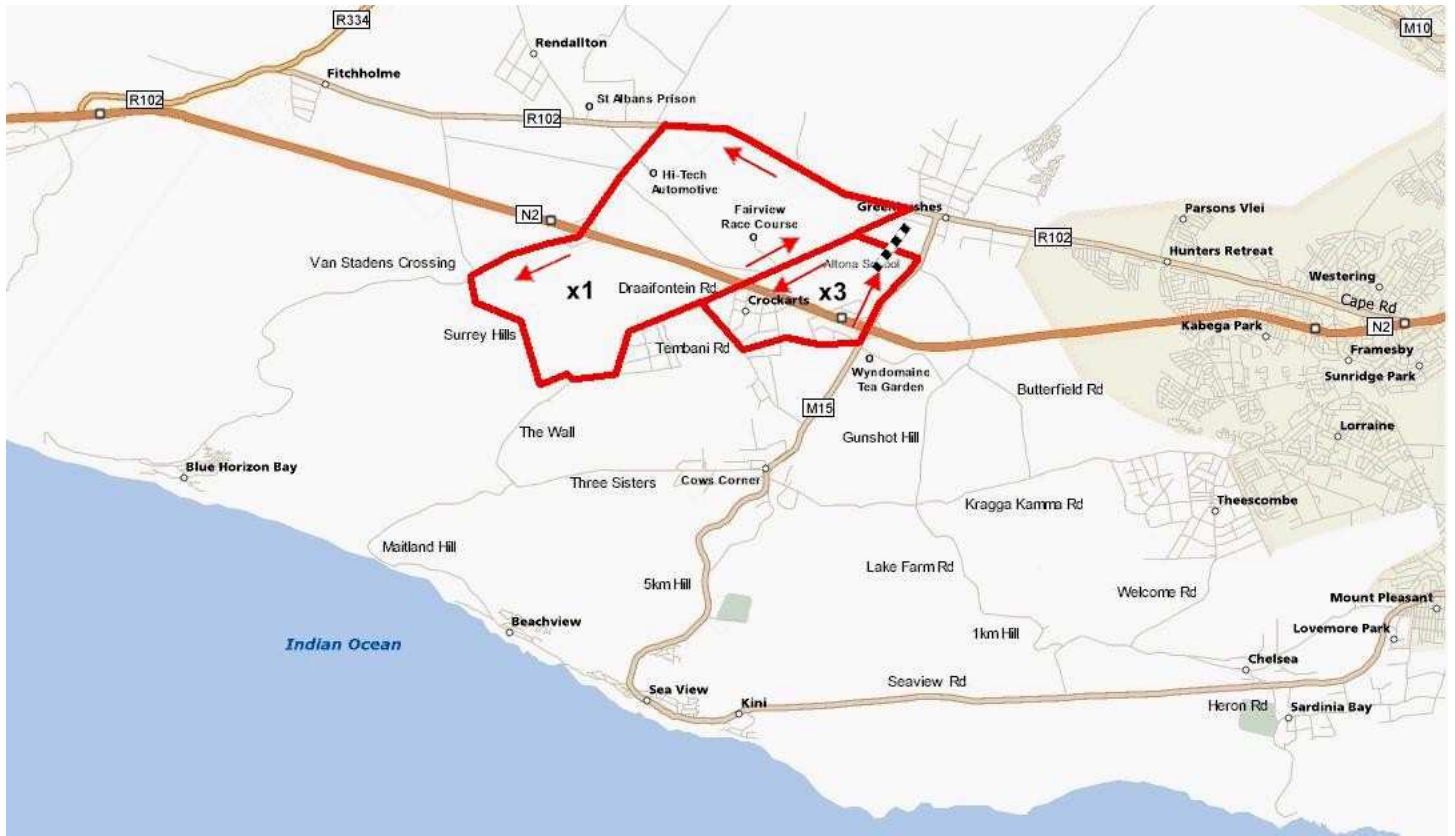 R334
M10
Rendallton
Fitchholme
R102
St Albans Prison
R102
Hi-Tech
Automotive
Fairview
Race Course
N2
Parsons Vlei
R102
Hunters Retreat
Van Stadens Crossing
Altona School
Westering
x1
Draaifontein Rd
x3
Crockarts
Cape Rd
Kabega Park
N2
Surrey Hills
Tembani Rd
Framesby
Wyndomaine
Tea Garden
Sunridge Park
Butterfield Rd
M15
The Wall
Gunshot Hill
Lorraine
Blue Horizon Bay
Three Sisters
Cows Corner
Kragga Kamma Rd
Theescombe
Maitland Hill
5km Hill
Lake Farm Rd
Welcome Rd
Mount Pleasant
Beachview
1km Hill
Lovemore Park
Indian Ocean
Chelsea
Seaview Rd
Sea View
Kini
Heron Rd
Sardinia Bay